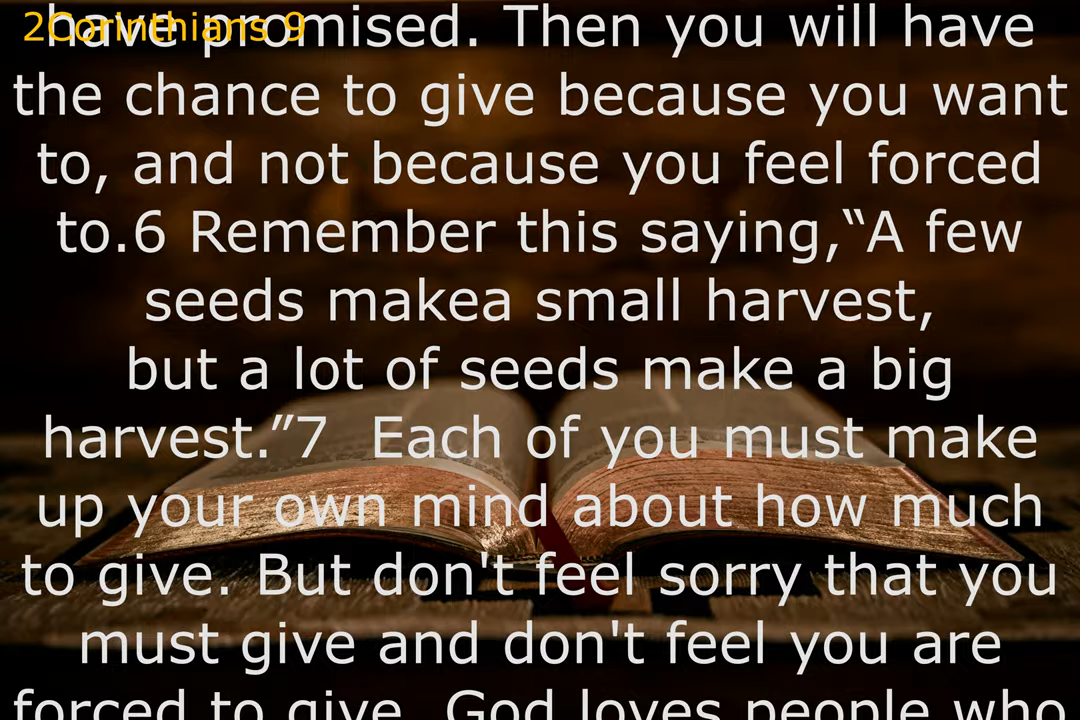 2Corinthians 9
have promised. Then you will have
the chance to give because you want
to, and not because you feel forced
to.6 Remember this saying,“A few
seeds makea small harvest,
but a lot of seeds make a big
harvest.”7  Each of you must make
up your own mind about how much
to give. But don't feel sorry that you
must give and don't feel you are
forced to give. God loves people who